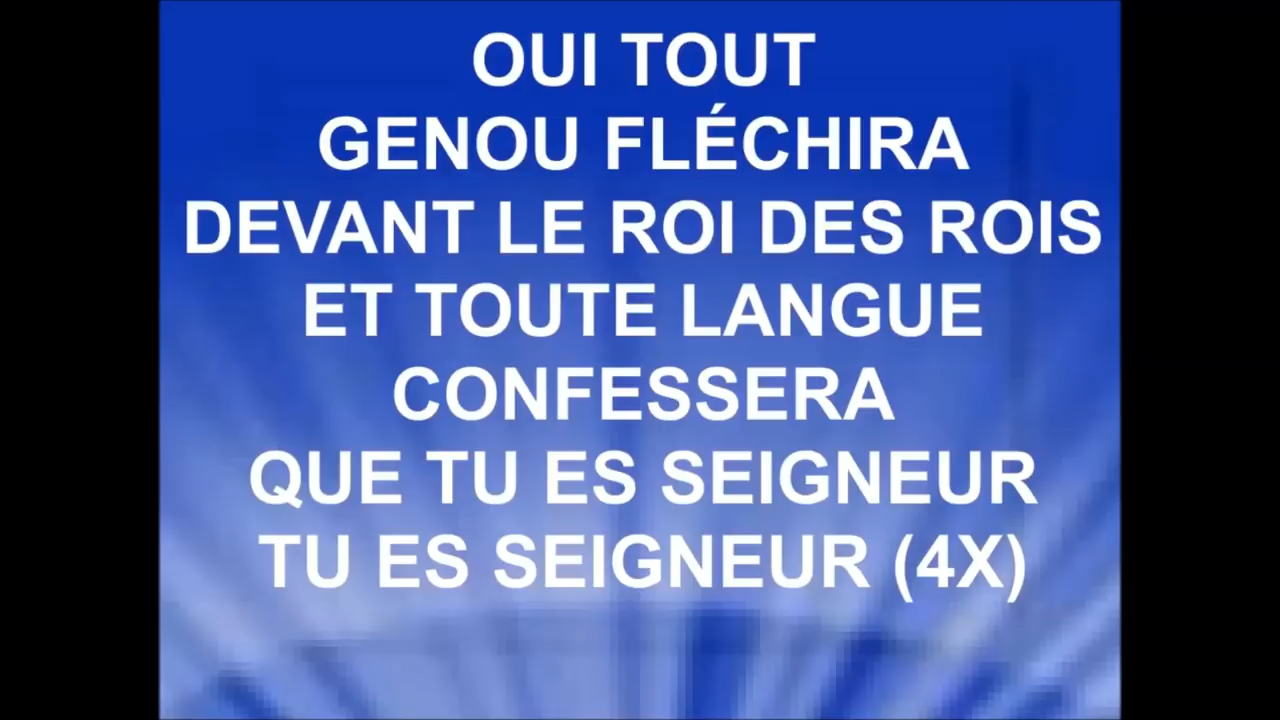 OUI TOUT
GENOU FLÉCHIRA
DEVANT LE ROI DES ROIS
ET TOUTE LANGUE
CONFESSERA
QUE TU ES SEIGNEUR
TU ES SEIGNEUR (4X)